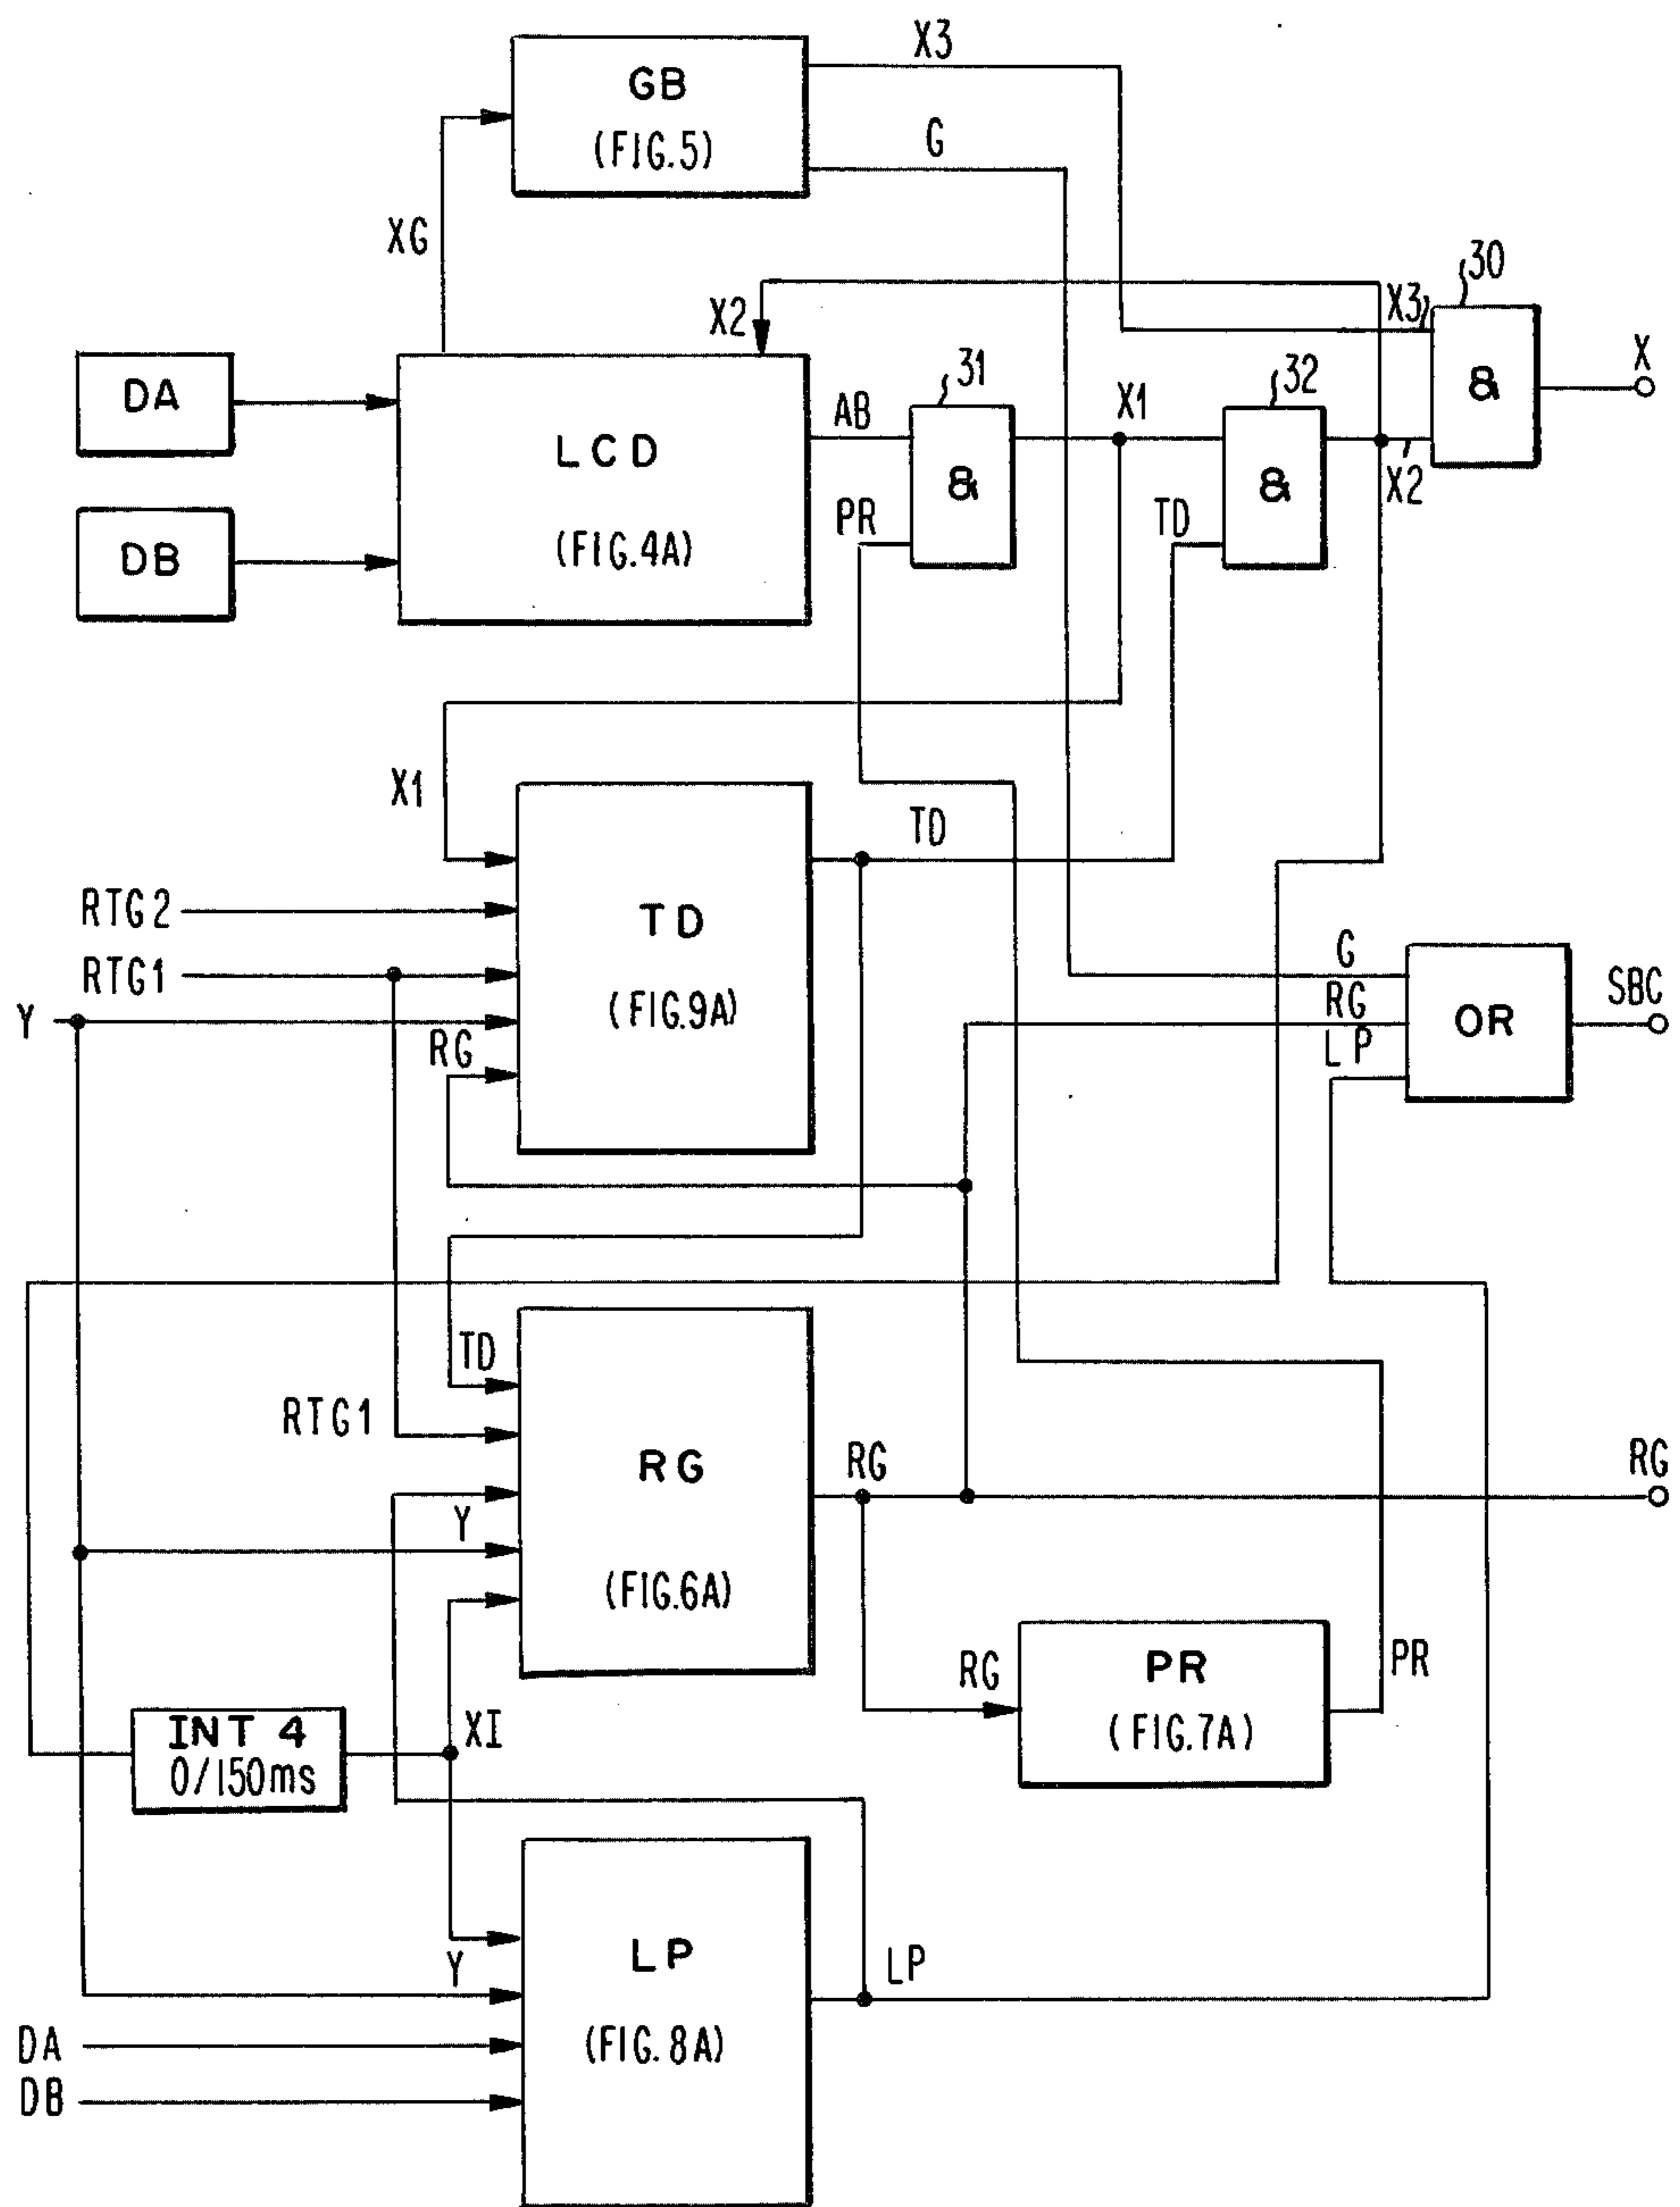 X3
GB
(FIG.5)
G
XG
30
X2
X3
X
DA
31
32
&
AB
X1
LCD
&
&
X2
DB
PR
TD
(FIG.4A)
X1
TD
RTG2
TD
G
RTG1
SBC
(FIG.9A)
RG
Y
OR
RG
LP
TD
RTG1
RG
RG
RG
Y
(FIG.6A)
PR
PR
RG
INT 4
XI
(FIG.7A)
0/150ms
LP
Y
LP
DA
(FIG.8A)
DB